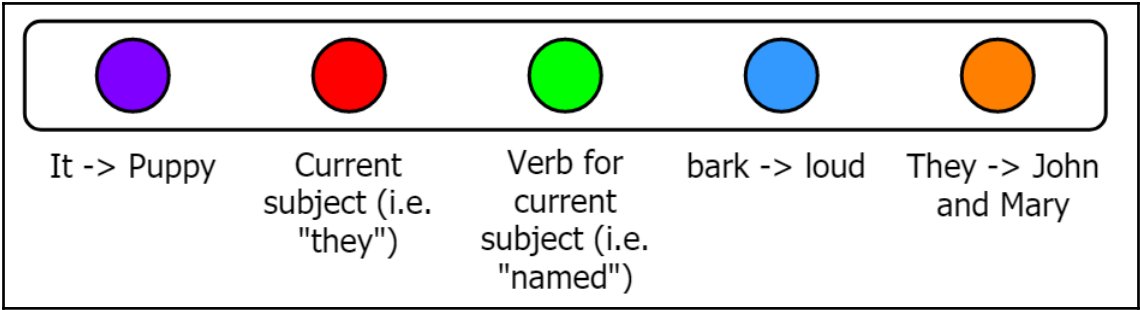 It -> Puppy
Current
subject (i.e.
"they")
Verb for
current
subject (i.e.
"named")
bark -> loud
They -> John
and Mary